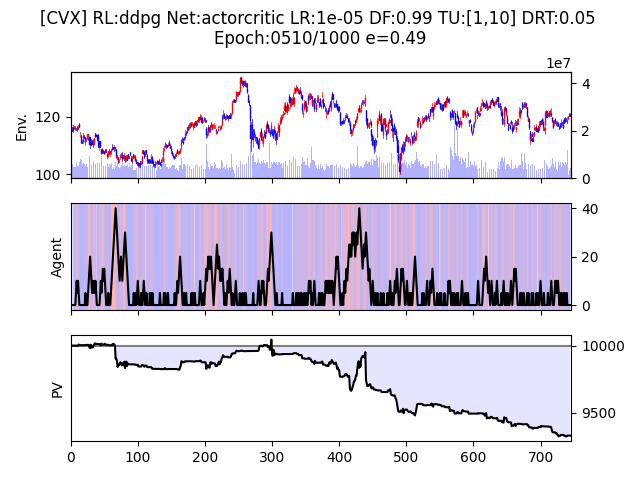 [CVX] RL:ddpg Net:actorcritic LR:1e-05 DF:0.99 TU:[1,10] DRT:0.05
Epoch:0510/1000 e=0.49
1e7
Env.
120
100
4
2
0
Agent
40
20
0
PV
10000
9500
0 100 200 300 400 500 600 700